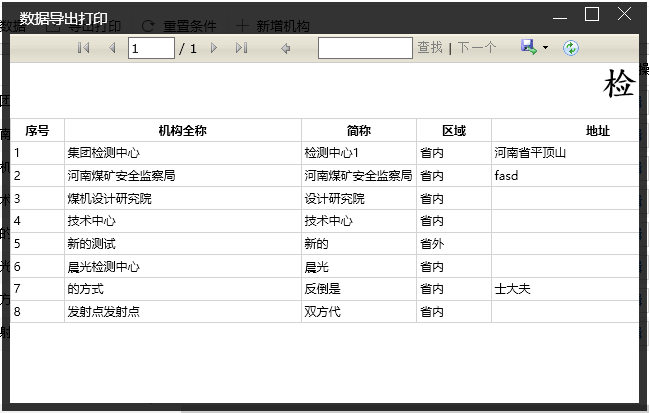 数据导出打印
数据 导出打印 重置条件 新增机构
1 / 1 查找 | 下一个
检
序号 机构全称 简称 区域 地址
1 集团检测中心 检测中心1 省内 河南省平顶山
2 河南煤矿安全监察局 河南煤矿安全监察局 省内 fasd
3 煤机设计研究院 设计研究院 省内
4 技术中心 技术中心 省内
5 新的测试 新的 省外
6 晨光检测中心 晨光 省内
7 的方式 反倒是 省内 士大夫
8 发射点发射点 双方代 省内